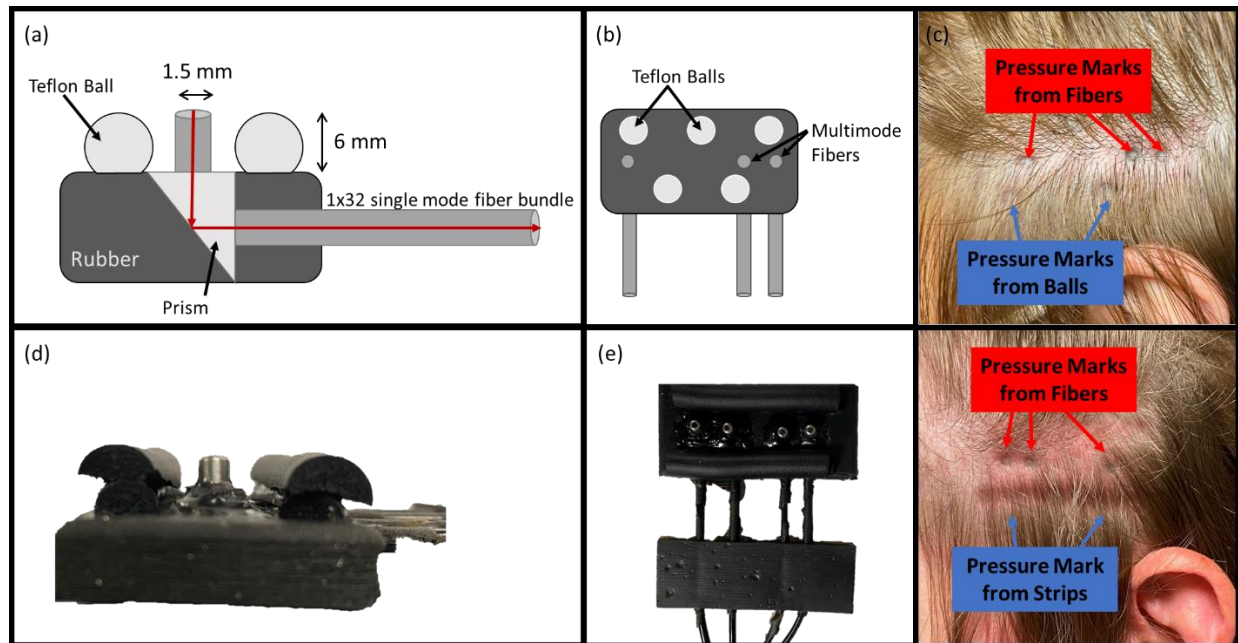 (a)
1.5 mm
Teflon Ball
6 mm
1x32 single mode fiber bundle
Rubber
Prism
(b)
Teflon Balls
Multimode
Fibers
(c)
Pressure Marks
from Fibers
Pressure Marks
from Balls
(d)
(e)
Pressure Marks
from Fibers
Pressure Mark
from Strips